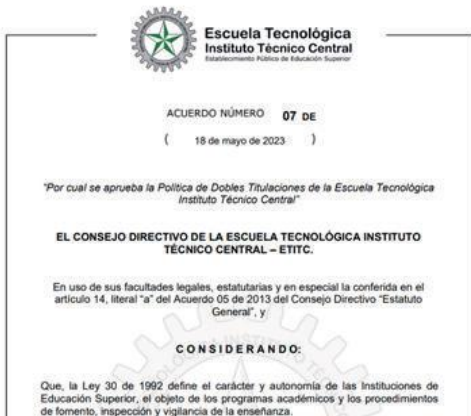 Escuela Tecnológica
Instituto Técnico Central
Establecimiento Público de Educación Superior
ACUERDO NÚMERO 07 DE
( 18 de mayo de 2023 )
"Por cual se aprueba la Política de Dobles Titulaciones de la Escuela Tecnológica
Instituto Técnico Central"
EL CONSEJO DIRECTIVO DE LA ESCUELA TECNOLÓGICA INSTITUTO
TÉCNICO CENTRAL – ETITC.
En uso de sus facultades legales, estatutarias y en especial la conferida en el
artículo 14, literal "a" del Acuerdo 05 de 2013 del Consejo Directivo "Estatuto
General", y
CONSIDERANDO:
Que, la Ley 30 de 1992 define el carácter y autonomía de las Instituciones de
Educación Superior, el objeto de los programas académicos y los procedimientos
de fomento, inspección y vigilancia de la enseñanza.